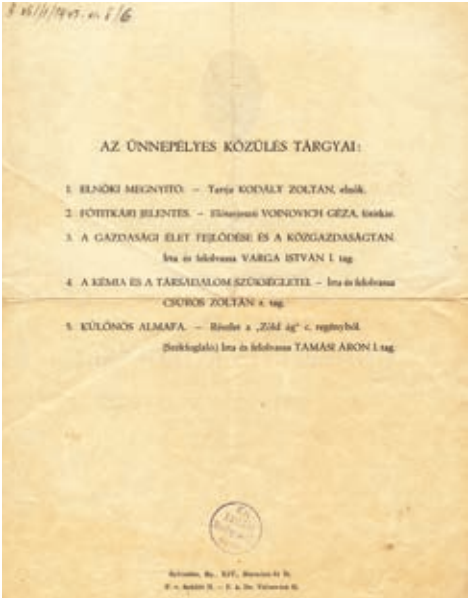 AZ ÜNNEPÉLYES KÖZÜLÉS TÁRGYAI:
1. ELNÖKI MEGNYITÓ. – Tartja KODÁLY ZOLTÁN, elnök.
2. FŐTITKÁRI JELENTÉS. – Előterjeszti VOINOVICH GÉZA, főtitkár.
3. A GAZDASÁGI ÉLET FEJLŐDÉSE ÉS A KÖZGAZDASÁGTAN.
Írta és felolvassa VARGA ISTVÁN l. tag.
4. A KÉMIA ÉS A TÁRSADALOM SZÜKSÉGLETEI. – Írta és felolvassa
CSŰRÖS ZOLTÁN r. tag.
5. KÜLÖNÖS ALMAFA. – Részlet a „Zöld ág" c. regényből.
(Székfoglaló) Írta és felolvassa TAMÁSI ÁRON l. tag.